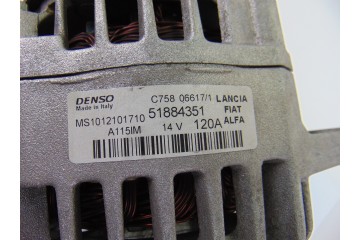 DENSO C758 06617/1 LANCIA
Made in Italy FIAT
MS1012101710 51884351 ALFA
A115IM 14 V 120A